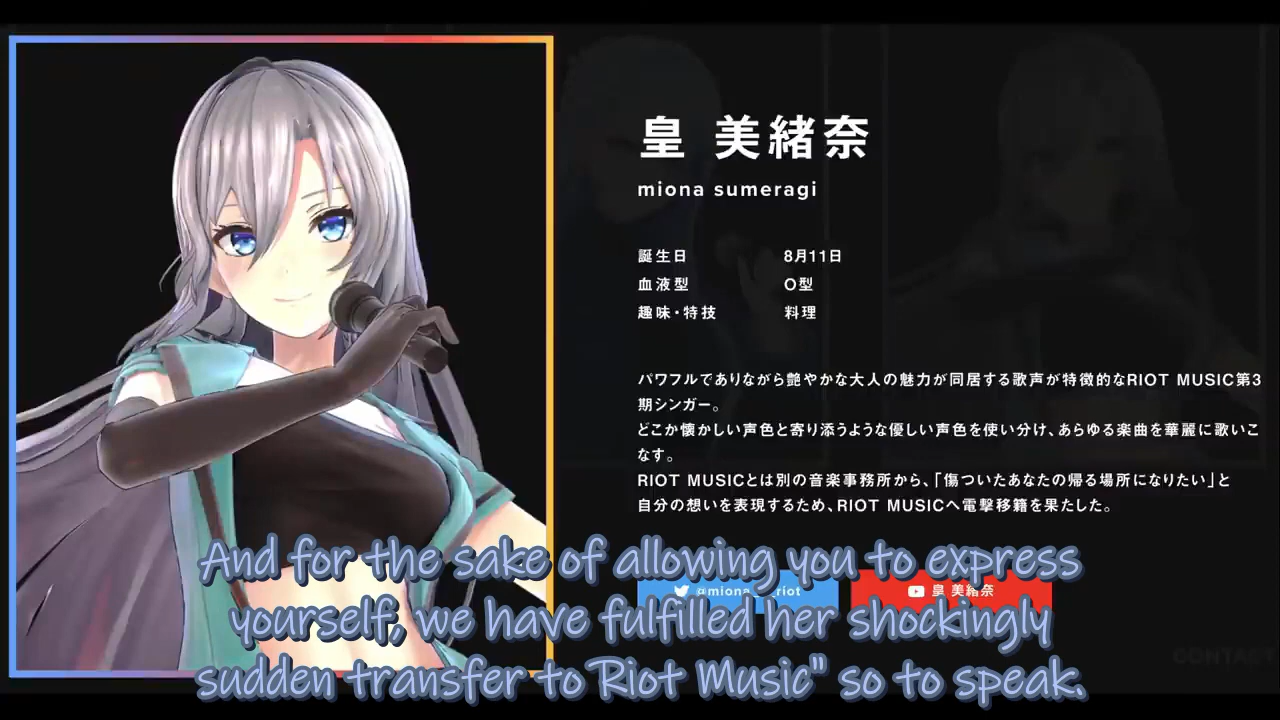 皇 美緒奈
miona sumeragi
誕生日 8月11日
血液型 O型
趣味・特技 料理
パワフルでありながら艶やかな大人の魅力が同居する歌声が特徴的なRIOT MUSIC第3
期シンガー。
どこか懐かしい声色と寄り添うような優しい声色を使い分け、あらゆる楽曲を華麗に歌いこ
なす。
RIOT MUSICとは別の音楽事務所から、「傷ついたあなたの帰る場所になりたい」と
自分の想いを表現するため、RIOT MUSICへ電撃移籍を果たした。
皇 美緒奈
And for the sake of allowing you to express
yourself, we have fulfilled her shockingly
sudden transfer to Riot Music" so to speak.
CONTACT